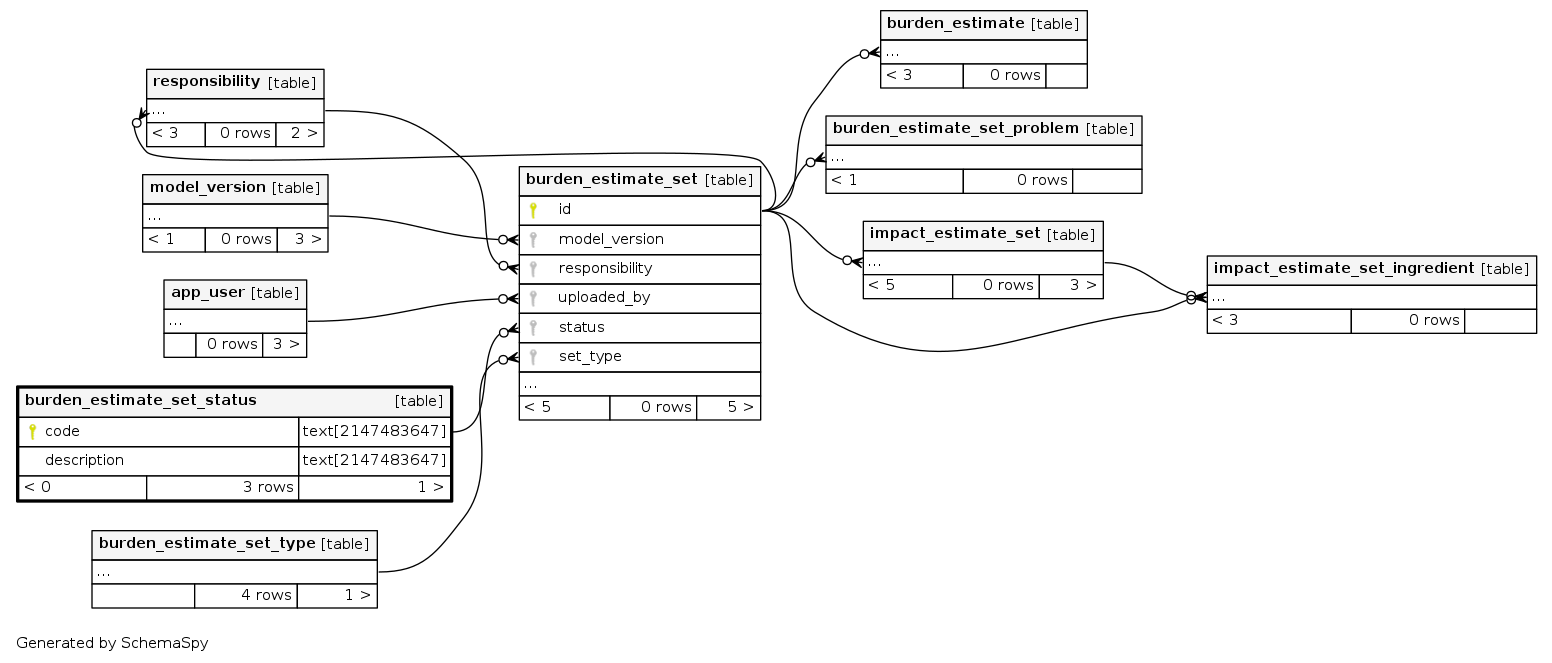 burden_estimate [table]
...
< 3 0 rows
responsibility [table]
...
< 3 0 rows 2 >
burden_estimate_set_problem [table]
...
< 1 0 rows
model_version [table]
...
< 1 0 rows 3 >
burden_estimate_set [table]
id
model_version
responsibility
uploaded_by
status
set_type
...
< 5 0 rows 5 >
impact_estimate_set [table]
...
< 5 0 rows 3 >
impact_estimate_set_ingredient [table]
...
< 3 0 rows
app_user [table]
...
0 rows 3 >
burden_estimate_set_status [table]
code text[2147483647]
description text[2147483647]
< 0 3 rows 1 >
burden_estimate_set_type [table]
...
4 rows 1 >
Generated by SchemaSpy